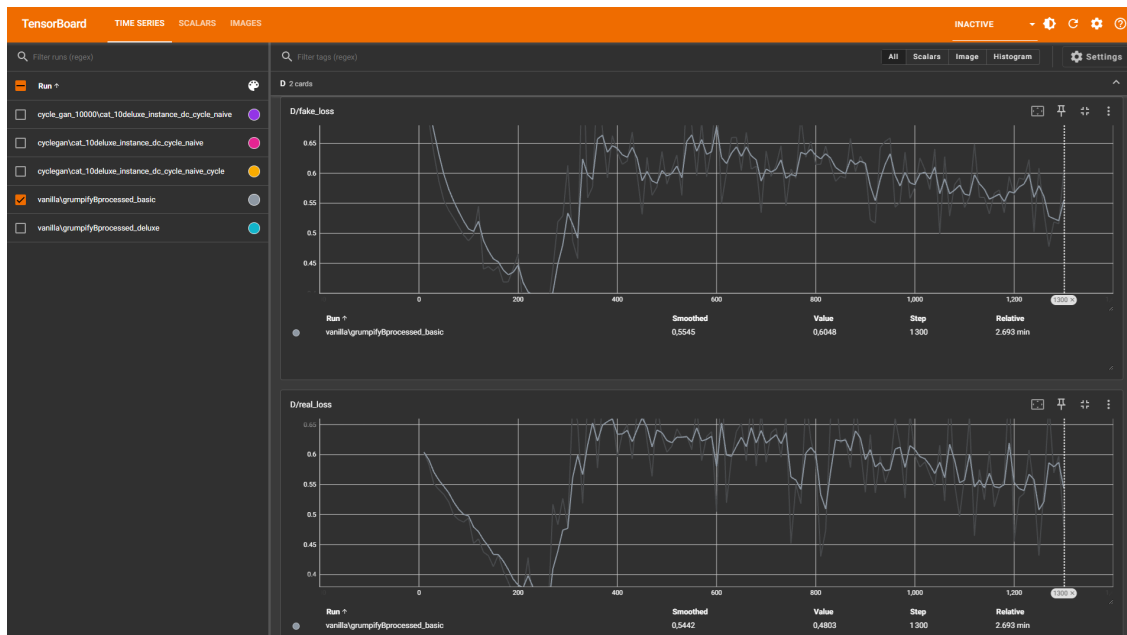 TensorBoard TIME SERIES SCALARS IMAGES INACTIVE
Filter runs (regex)
Run ↑
cycle_gan_10000\cat_10deluxe_instance_dc_cycle_naive
cyclegan\cat_10deluxe_instance_dc_cycle_naive
cyclegan\cat_10deluxe_instance_dc_cycle_naive_cycle
vanilla\grumpifyBprocessed_basic
vanilla\grumpifyBprocessed_deluxe
Filter tags (regex) All Scalars Image Histogram Settings
D 2 cards
D/fake_loss
0.65
0.6
0.55
0.5
0.45
0 200 400 600 800 1,000 1,200 1300 ×
Run ↑ Smoothed Value Step Relative
vanilla\grumpifyBprocessed_basic 0,5545 0,6048 1 300 2.693 min
D/real_loss
0.65
0.6
0.55
0.5
0.45
0.4
0 200 400 600 800 1,000 1,200 1300 ×
Run ↑ Smoothed Value Step Relative
vanilla\grumpifyBprocessed_basic 0,5442 0,4803 1 300 2.693 min